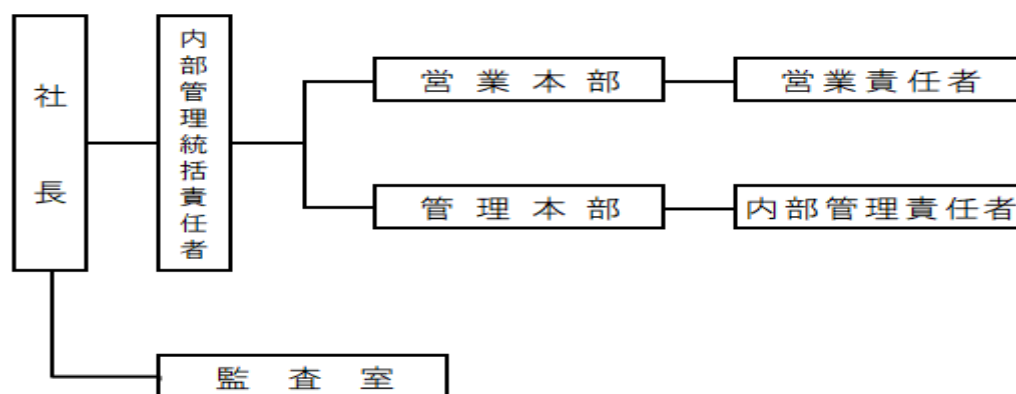 社長
内部管理統括責任者
営業本部
営業責任者
管理本部
内部管理責任者
監査室